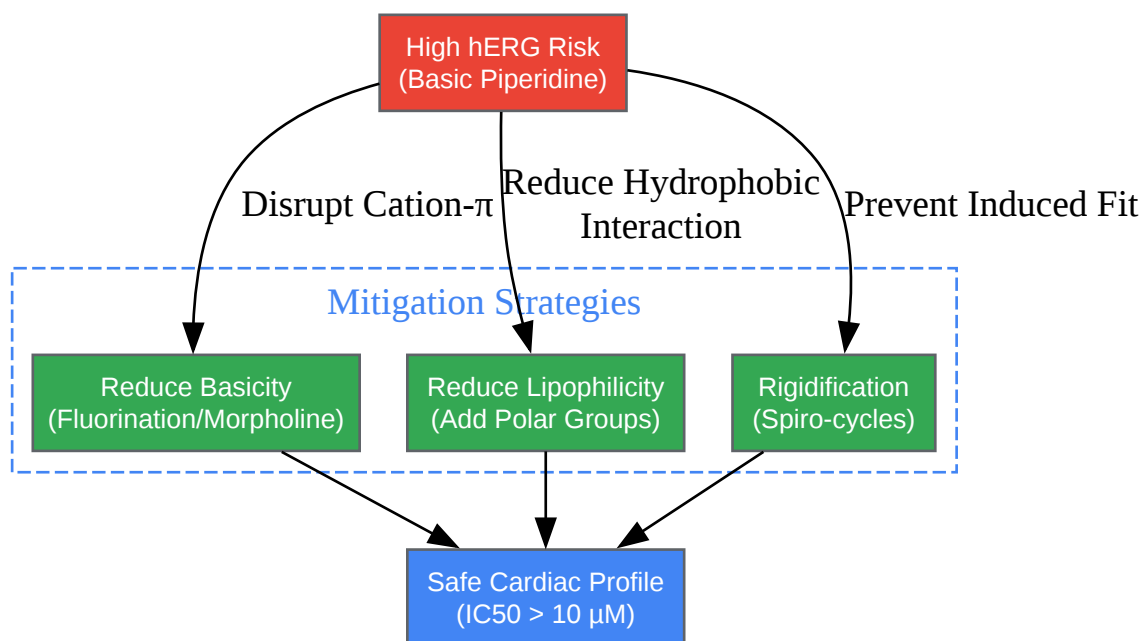 High hERG Risk
(Basic Piperidine)
Disrupt Cation-π
Reduce Hydrophobic
Interaction
Prevent Induced Fit
Mitigation Strategies
Reduce Basicity
(Fluorination/Morpholine)
Reduce Lipophilicity
(Add Polar Groups)
Rigidification
(Spiro-cycles)
Safe Cardiac Profile
(IC50 > 10 µM)